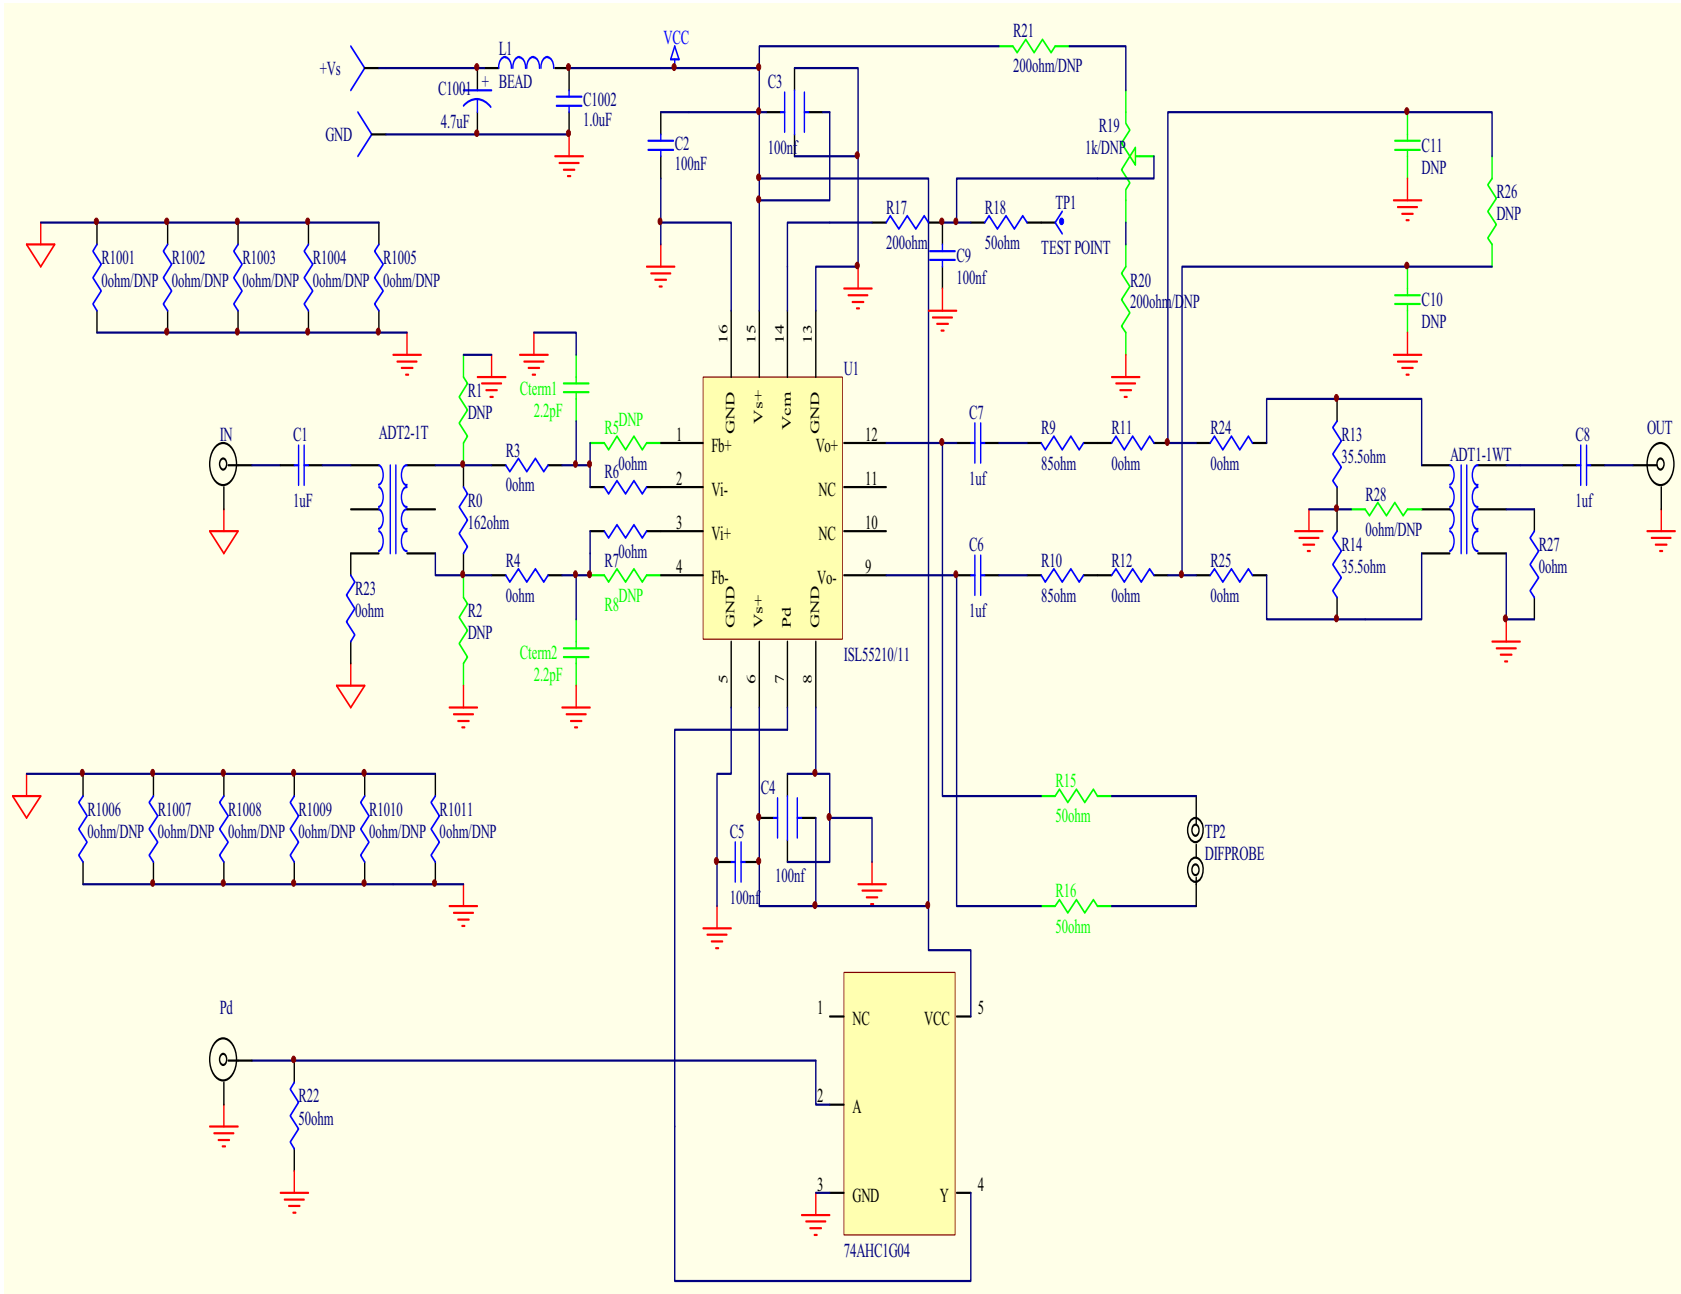 +Vs
GND
L1
BEAD
C1001
+
4.7uF
C1002
1.0uF
VCC
C3
100nf
C2
100nF
R21
200ohm/DNP
R19
1k/DNP
R20
200ohm/DNP
C11
DNP
R26
DNP
C10
DNP
R17
200ohm
R18
50ohm
TP1
TEST POINT
C9
100nf
R1001
0ohm/DNP
R1002
0ohm/DNP
R1003
0ohm/DNP
R1004
0ohm/DNP
R1005
0ohm/DNP
IN
C1
1uF
ADT2-1T
R1
DNP
R0
162ohm
R2
DNP
R23
0ohm
R3
0ohm
R4
0ohm
Cterm1
2.2pF
Cterm2
2.2pF
R5
DNP
0ohm
R6
0ohm
R7
R8
DNP
U1
16
15
14
13
GND
Vs+
Vcm
GND
1
Fb+
2
Vi-
3
Vi+
4
Fb-
Vo+
12
NC
11
NC
10
Vo-
9
GND
Vs+
Pd
GND
5
6
7
8
ISL55210/11
C7
1uf
R9
85ohm
R11
0ohm
R24
0ohm
C6
1uf
R10
85ohm
R12
0ohm
R25
0ohm
R13
35.5ohm
R28
0ohm/DNP
R14
35.5ohm
ADT1-1WT
R27
0ohm
C8
1uf
OUT
R1006
0ohm/DNP
R1007
0ohm/DNP
R1008
0ohm/DNP
R1009
0ohm/DNP
R1010
0ohm/DNP
R1011
0ohm/DNP
C4
100nf
C5
100nf
R15
50ohm
R16
50ohm
TP2
DIFPROBE
Pd
R22
50ohm
1
NC
2
A
3
GND
VCC
5
Y
4
74AHC1G04